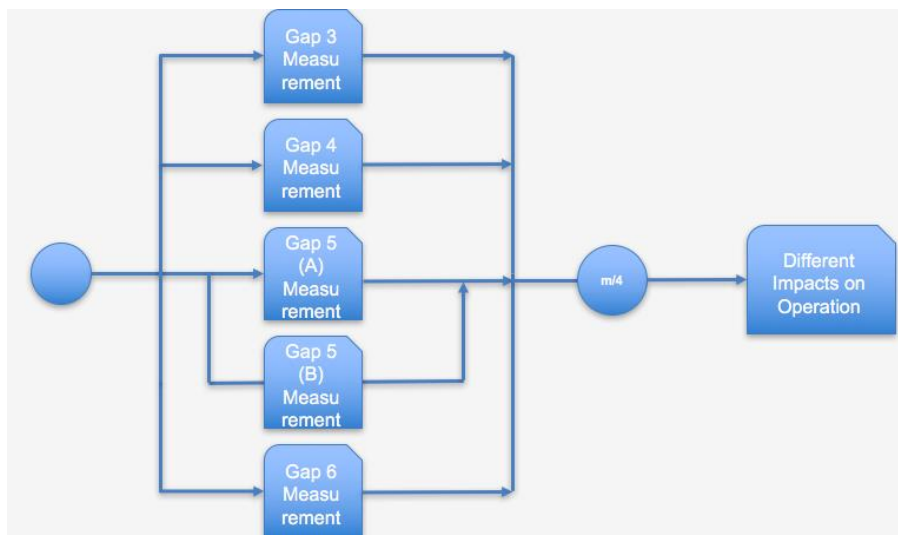 Gap 3
Measu
rement
Gap 4
Measu
rement
Gap 5
(A)
Measu
rement
Gap 5
(B)
Measu
rement
Gap 6
Measu
rement
m/4
Different
Impacts on
Operation